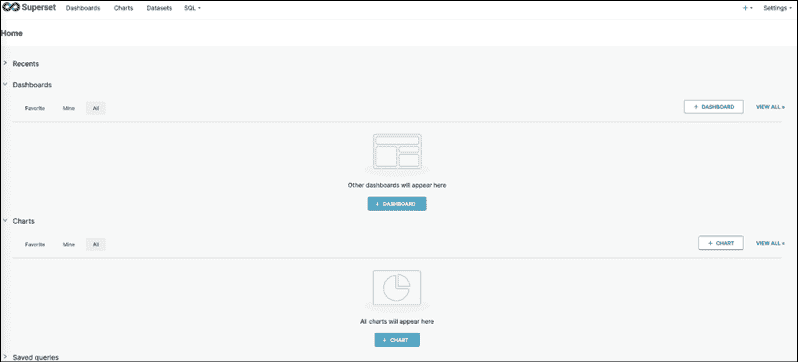 Superset Dashboards Charts Datasets SQL + Settings
Home
Recents
Dashboards
Favorite Mine All + DASHBOARD VIEW ALL »
Other dashboards will appear here
+ DASHBOARD
Charts
Favorite Mine All + CHART VIEW ALL »
All charts will appear here
+ CHART
Saved queries